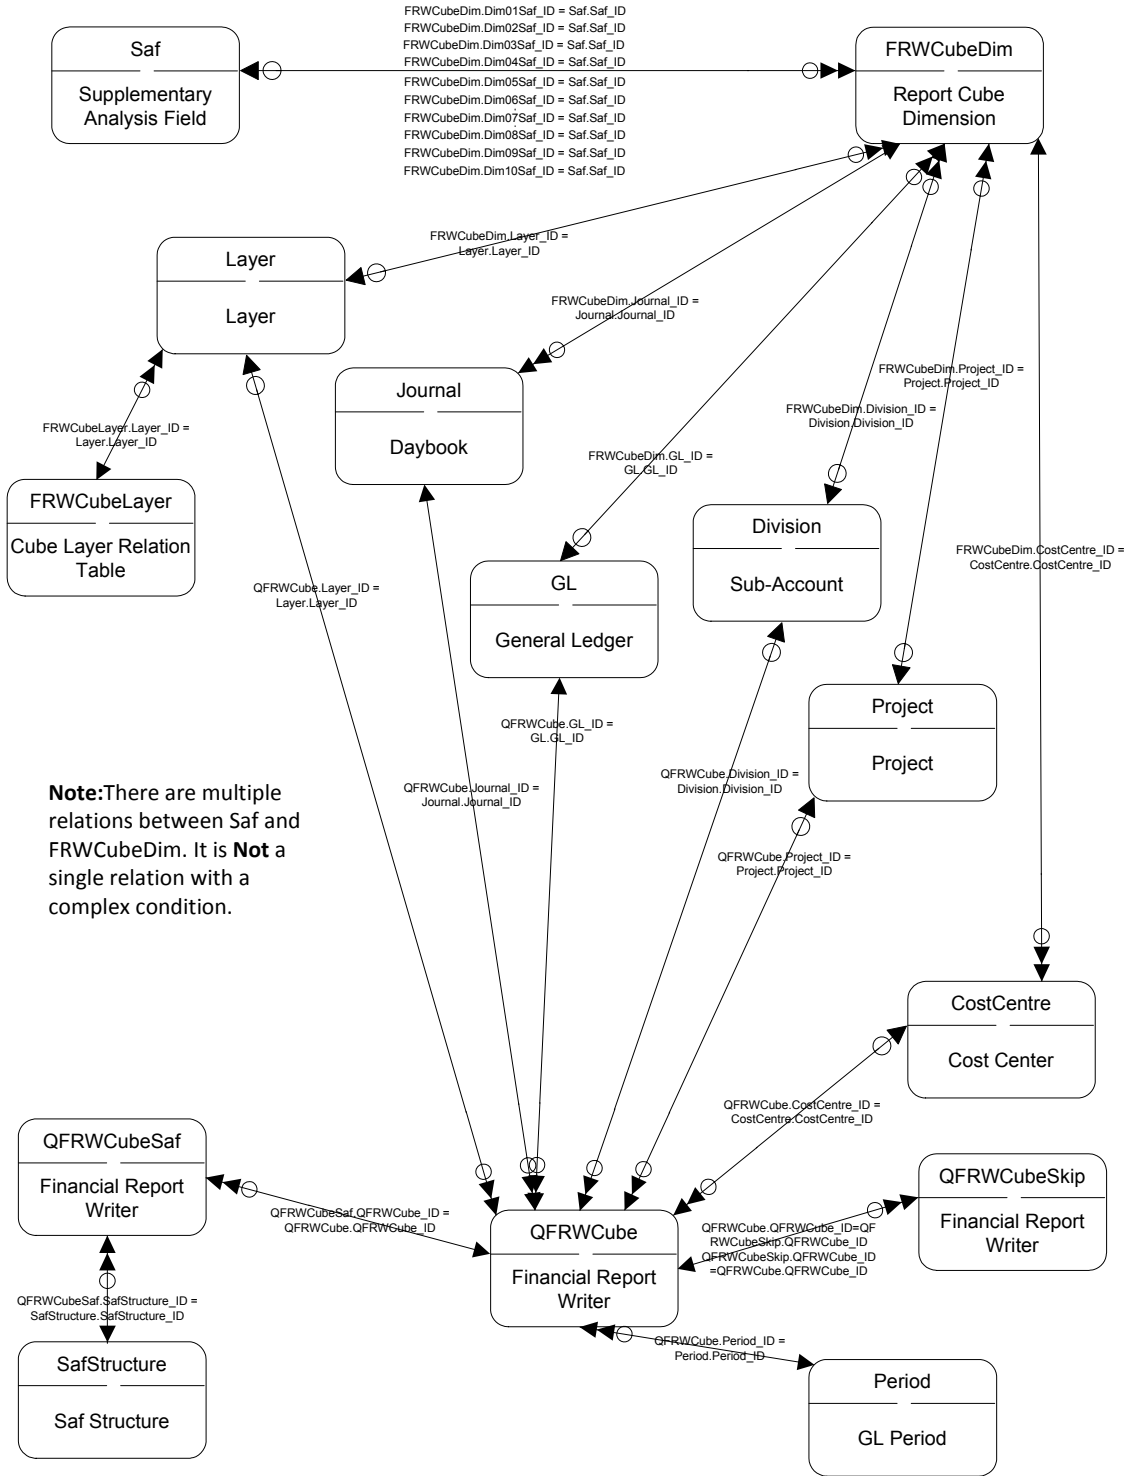 FRWCubeDim.Dim01Saf_ID = Saf.Saf_ID
FRWCubeDim.Dim02Saf_ID = Saf.Saf_ID
FRWCubeDim.Dim03Saf_ID = Saf.Saf_ID
FRWCubeDim.Dim04Saf_ID = Saf.Saf_ID
FRWCubeDim.Dim05Saf_ID = Saf.Saf_ID
FRWCubeDim.Dim06Saf_ID = Saf.Saf_ID
FRWCubeDim.Dim07Saf_ID = Saf.Saf_ID
FRWCubeDim.Dim08Saf_ID = Saf.Saf_ID
FRWCubeDim.Dim09Saf_ID = Saf.Saf_ID
FRWCubeDim.Dim10Saf_ID = Saf.Saf_ID
Saf
Supplementary
Analysis Field
FRWCubeDim
Report Cube
Dimension
FRWCubeDim.Layer_ID =
Layer.Layer_ID
Layer
Layer
FRWCubeDim.Journal_ID =
Journal.Journal_ID
Journal
Daybook
FRWCubeDim.Project_ID =
Project.Project_ID
FRWCubeDim.Division_ID =
Division.Division_ID
FRWCubeLayer.Layer_ID =
Layer.Layer_ID
FRWCubeDim.GL_ID =
GL.GL_ID
FRWCubeLayer
Cube Layer Relation
Table
Division
Sub-Account
FRWCubeDim.CostCentre_ID =
CostCentre.CostCentre_ID
QFRWCube.Layer_ID =
Layer.Layer_ID
GL
General Ledger
Project
Project
QFRWCube.GL_ID =
GL.GL_ID
QFRWCube.Division_ID =
Division.Division_ID
QFRWCube.Journal_ID =
Journal.Journal_ID
Note:There are multiple
relations between Saf and
FRWCubeDim. It is Not a
single relation with a
complex condition.
QFRWCube.Project_ID =
Project.Project_ID
CostCentre
Cost Center
QFRWCube.CostCentre_ID =
CostCentre.CostCentre_ID
QFRWCubeSaf
Financial Report
Writer
QFRWCubeSaf.QFRWCube_ID =
QFRWCube.QFRWCube_ID
QFRWCube
Financial Report
Writer
QFRWCube.QFRWCube_ID=QF
RWCubeSkip.QFRWCube_ID
QFRWCubeSkip.QFRWCube_ID
=QFRWCube.QFRWCube_ID
QFRWCubeSkip
Financial Report
Writer
QFRWCubeSaf.SafStructure_ID =
SafStructure.SafStructure_ID
SafStructure
Saf Structure
QFRWCube.Period_ID =
Period.Period_ID
Period
GL Period